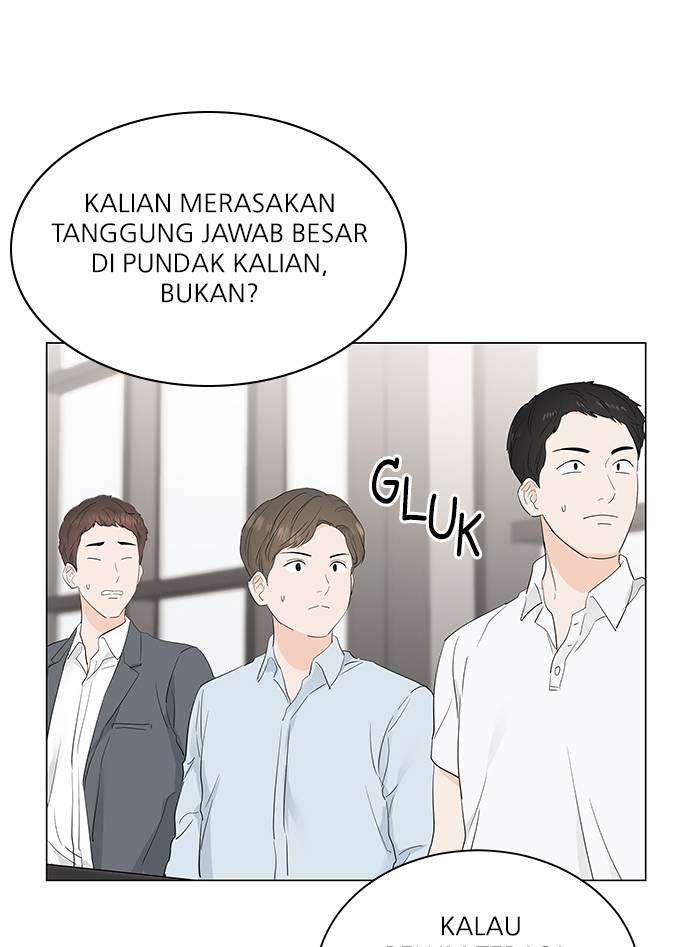 KALIAN MERASAKAN
TANGGUNG JAWAB BESAR
DI PUNDAK KALIAN,
BUKAN?
GLUK
KALAU